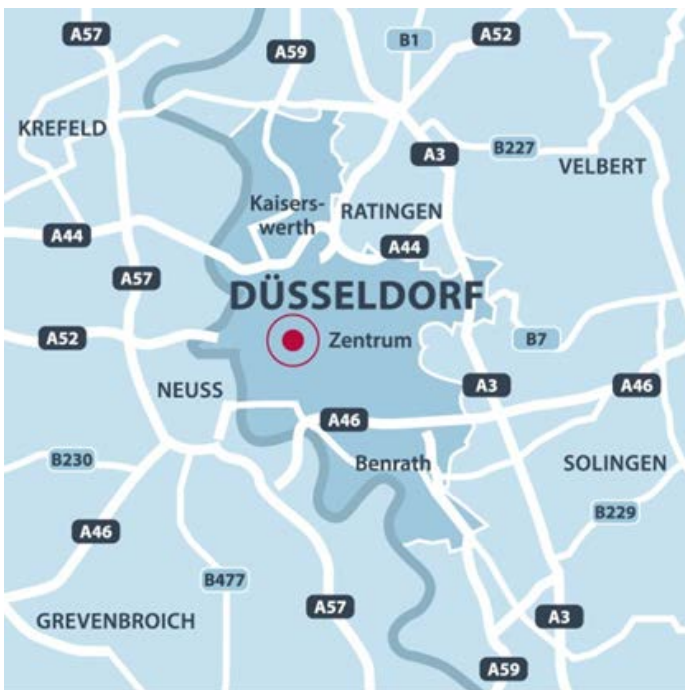 A57
A59
B1
A52
KREFELD
A3
B227
VELBERT
Kaisers-
werth
RATINGEN
A44
A44
A57
DÜSSELDORF
A52
Zentrum
B7
NEUSS
A3
A46
A46
B230
Benrath
SOLINGEN
B229
A46
B477
A57
A3
GREVENBROICH
A59